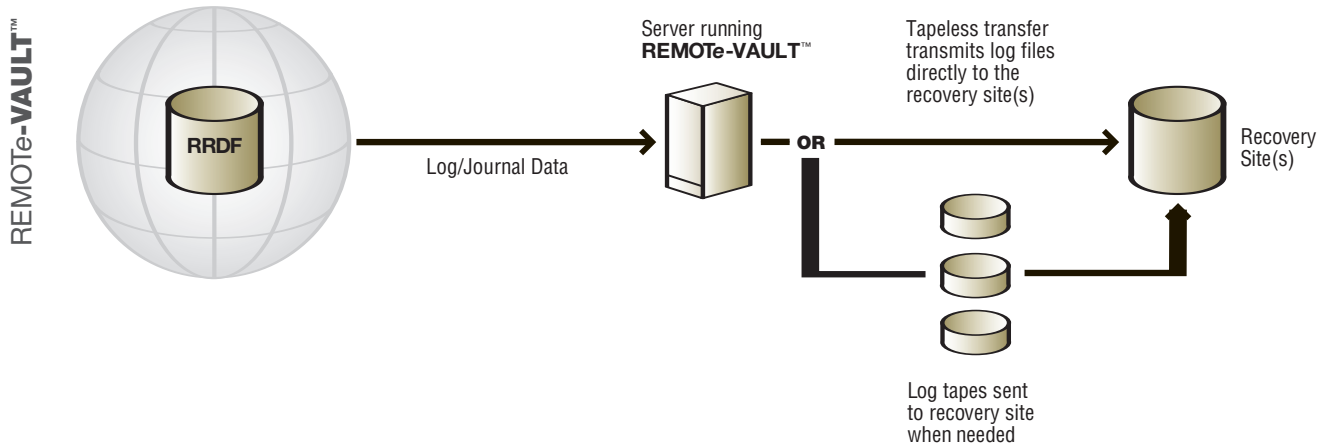 REMOTe-VAULT™
RRDF
Log/Journal Data
Server running
REMOTe-VAULT™
OR
Tapeless transfer
transmits log files
directly to the
recovery site(s)
Recovery
Site(s)
Log tapes sent
to recovery site
when needed